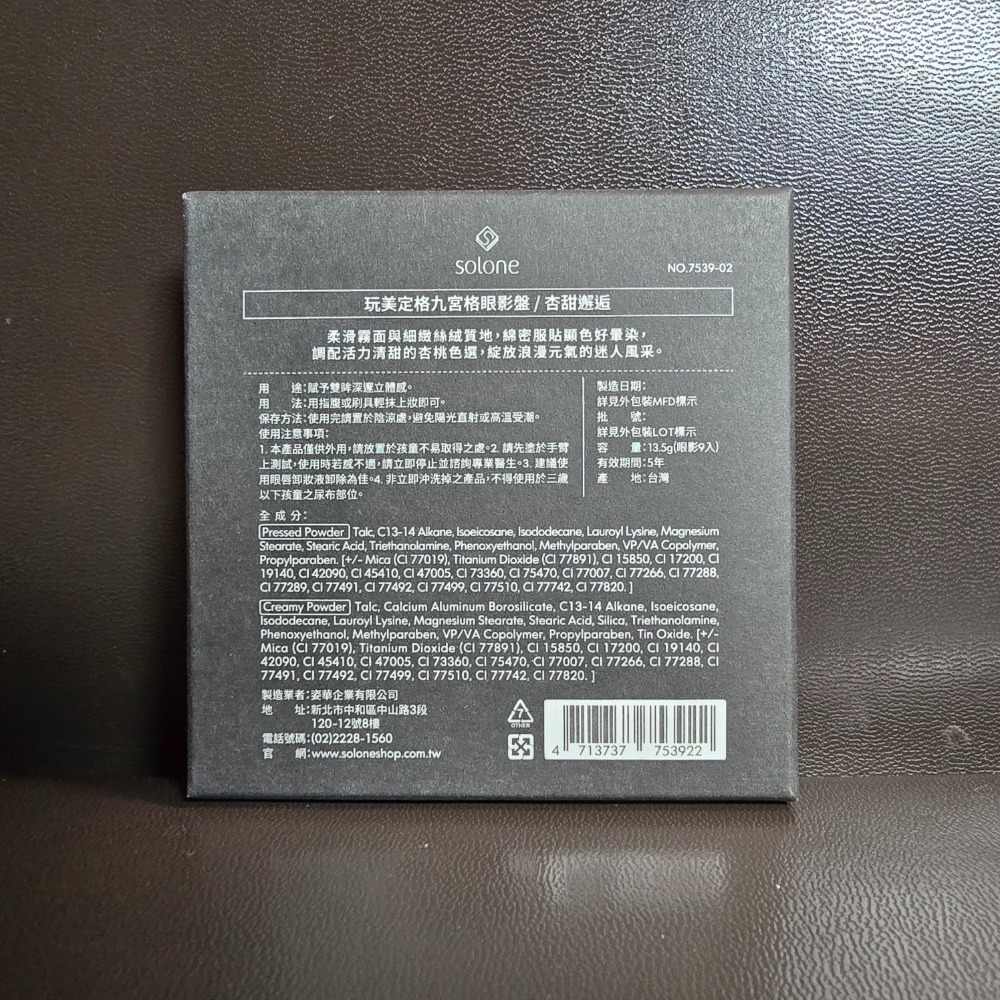 solone
NO.7539-02
玩美定格九宮格眼影盤 / 杏甜邂逅
柔滑霧面與細緻絲絨質地，綿密服貼顯色好暈染，
調配活力清甜的杏桃色選，綻放浪漫元氣的迷人風采。
用　　途：賦予雙眸深邃立體感。
用　　法：用指腹或刷具輕抹上妝即可。
保存方法：使用完請置於陰涼處，避免陽光直射或高溫受潮。
使用注意事項：
1. 本產品僅供外用，請放置於孩童不易取得之處。2. 請先塗於手臂
上測試，使用時若感不適，請立即停止並諮詢專業醫生。3. 建議使
用眼唇卸妝液卸除為佳。4. 非立即沖洗掉之產品，不得使用於三歲
以下孩童之尿布部位。
製造日期：
詳見外包裝MFD標示
批　　號：
詳見外包裝LOT標示
容　　量：13.5g(眼影9入)
有效期間：5年
產　　地：台灣
全成分：
Pressed Powder Talc, C13-14 Alkane, Isoeicosane, Isododecane, Lauroyl Lysine, Magnesium
Stearate, Stearic Acid, Triethanolamine, Phenoxyethanol, Methylparaben, VP/VA Copolymer,
Propylparaben. [+/- Mica (CI 77019), Titanium Dioxide (CI 77891), CI 15850, CI 17200, CI
19140, CI 42090, CI 45410, CI 47005, CI 73360, CI 75470, CI 77007, CI 77266, CI 77288,
CI 77289, CI 77491, CI 77492, CI 77499, CI 77510, CI 77742, CI 77820. ]
Creamy Powder Talc, Calcium Aluminum Borosilicate, C13-14 Alkane, Isoeicosane,
Isododecane, Lauroyl Lysine, Magnesium Stearate, Stearic Acid, Silica, Triethanolamine,
Phenoxyethanol, Methylparaben, VP/VA Copolymer, Propylparaben, Tin Oxide. [+/-
Mica (CI 77019), Titanium Dioxide (CI 77891), CI 15850, CI 17200, CI 19140, CI
42090, CI 45410, CI 47005, CI 73360, CI 75470, CI 77007, CI 77266, CI 77288, CI
77491, CI 77492, CI 77499, CI 77510, CI 77742, CI 77820. ]
製造業者：姿華企業有限公司
地　　址：新北市中和區中山路3段
120-12號8樓
電話號碼：(02)2228-1560
官　　網：www.soloneshop.com.tw
7
OTHER
4 713737 753922